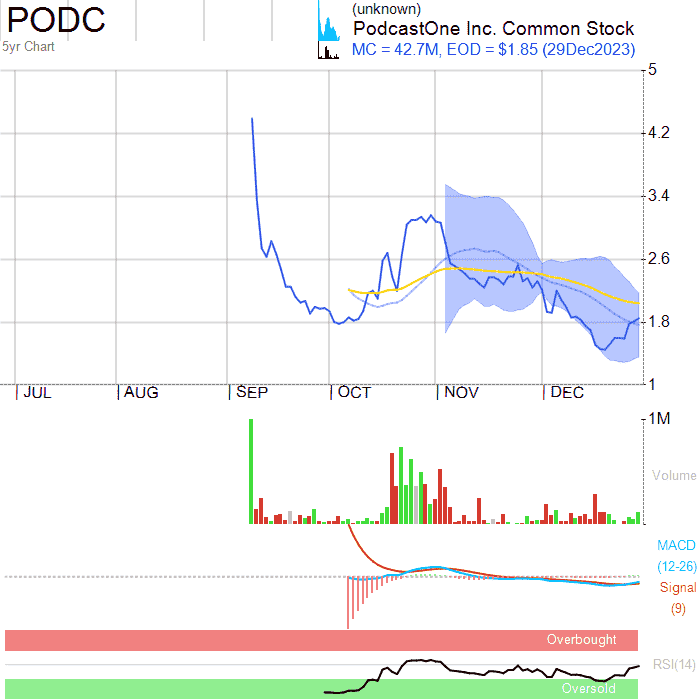 PODC
5yr Chart
(unknown)
PodcastOne Inc. Common Stock
MC = 42.7M, EOD = $1.85 (29Dec2023)
5
4.2
3.4
2.6
1.8
1
JUL AUG SEP OCT NOV DEC
1M
Volume
MACD
(12-26)
Signal
(9)
Overbought
RSI(14)
Oversold